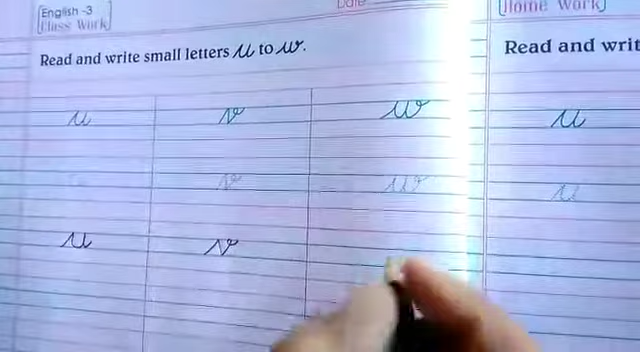 English -3
Class Work
Date
Home Work
Read and write small letters u to w.
Read and writ
u v w u
v w u
u v